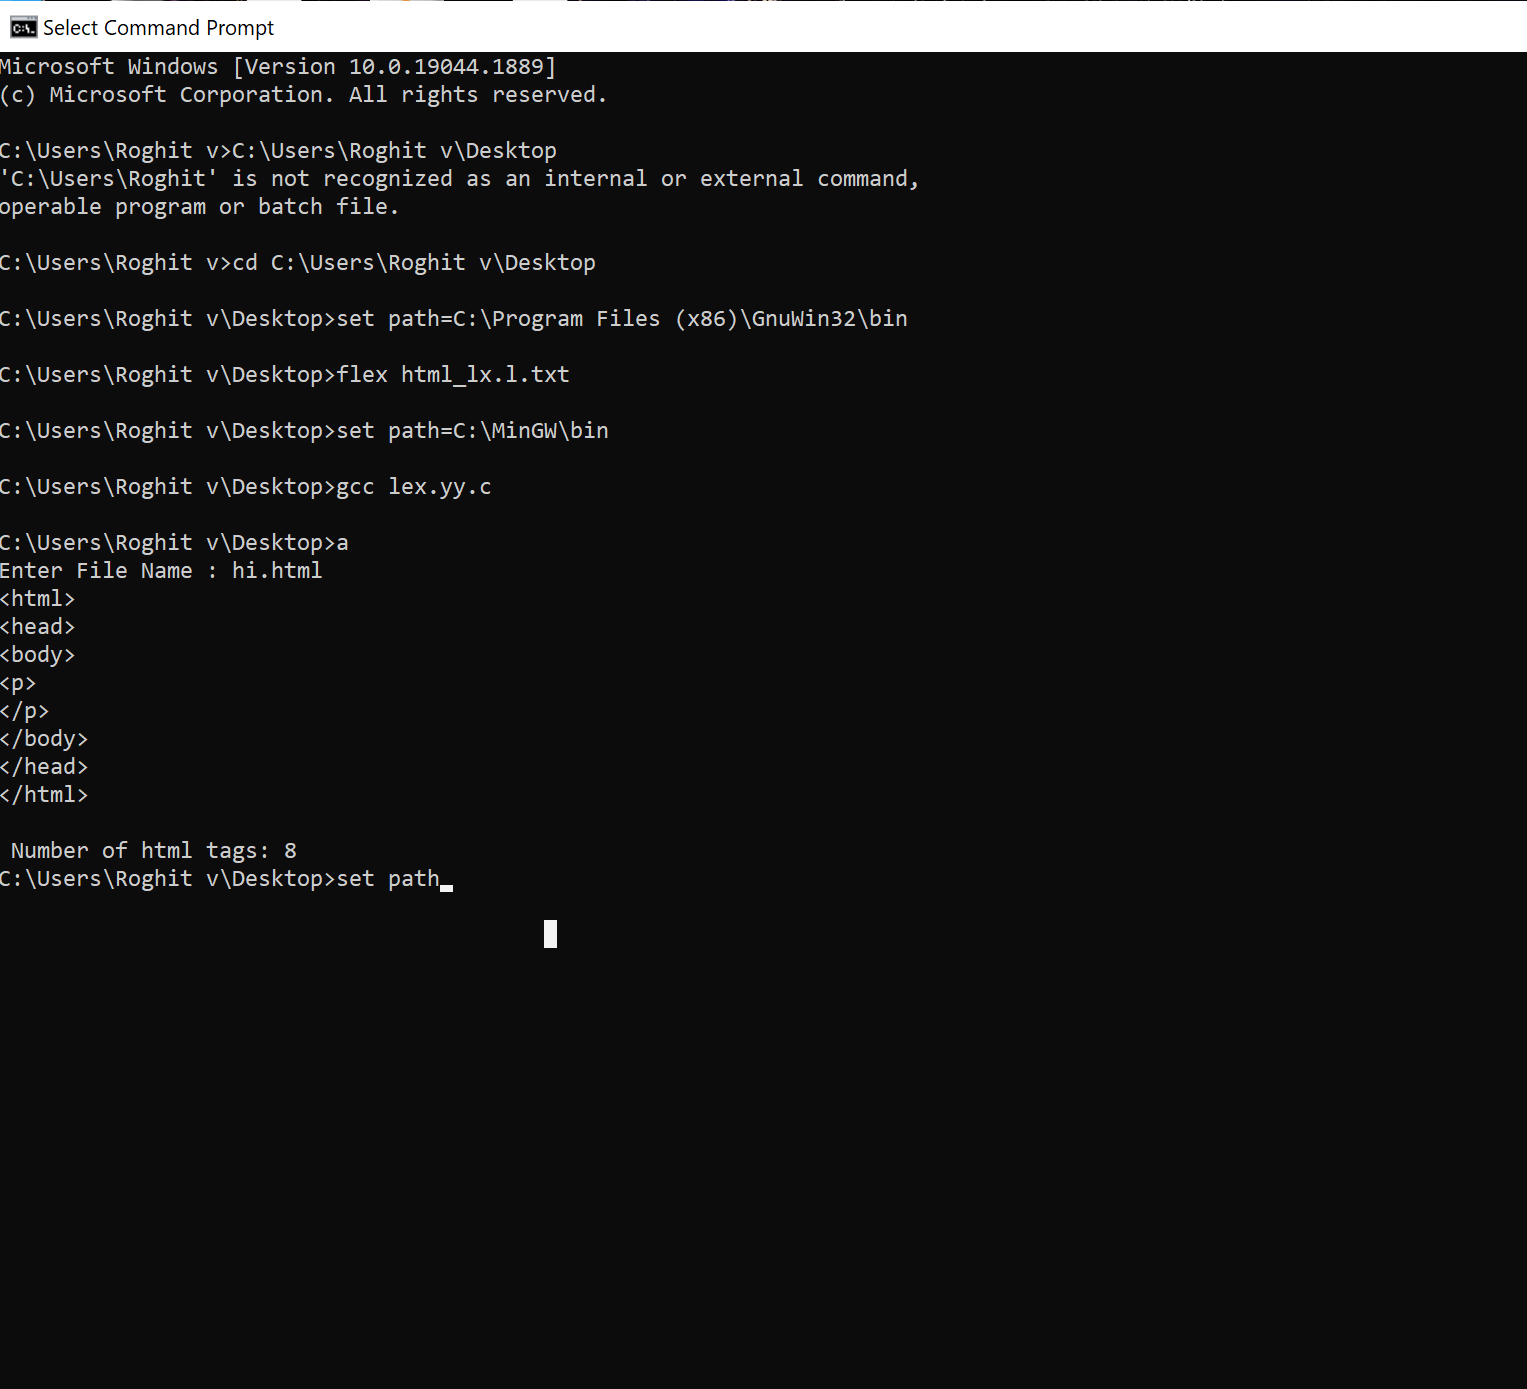 Select Command Prompt
Microsoft Windows [Version 10.0.19044.1889]
(c) Microsoft Corporation. All rights reserved.
C:\Users\Roghit v>C:\Users\Roghit v\Desktop
'C:\Users\Roghit' is not recognized as an internal or external command,
operable program or batch file.
C:\Users\Roghit v>cd C:\Users\Roghit v\Desktop
C:\Users\Roghit v\Desktop>set path=C:\Program Files (x86)\GnuWin32\bin
C:\Users\Roghit v\Desktop>flex html_lx.l.txt
C:\Users\Roghit v\Desktop>set path=C:\MinGW\bin
C:\Users\Roghit v\Desktop>gcc lex.yy.c
C:\Users\Roghit v\Desktop>a
Enter File Name : hi.html
<html>
<head>
<body>
<p>
</p>
</body>
</head>
</html>
Number of html tags: 8
C:\Users\Roghit v\Desktop>set path